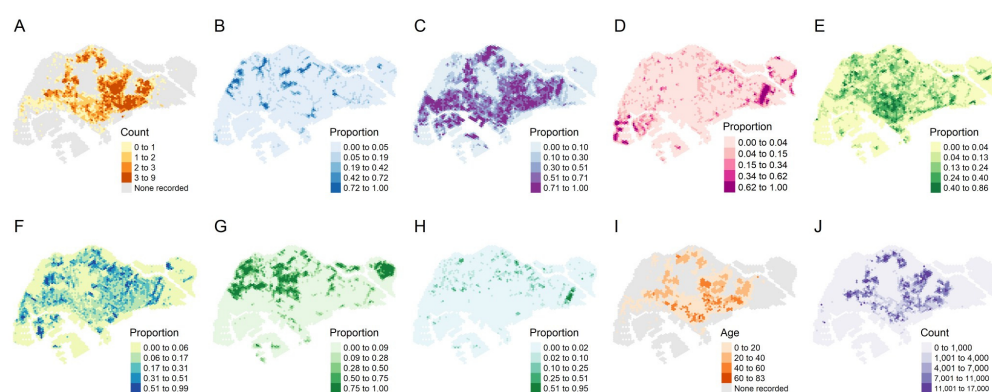 A
B
C
D
E
Count
0 to 1
1 to 2
2 to 3
3 to 9
None recorded
Proportion
0.00 to 0.05
0.05 to 0.19
0.19 to 0.42
0.42 to 0.72
0.72 to 1.00
Proportion
0.00 to 0.10
0.10 to 0.30
0.30 to 0.51
0.51 to 0.71
0.71 to 1.00
Proportion
0.00 to 0.04
0.04 to 0.15
0.15 to 0.34
0.34 to 0.62
0.62 to 1.00
Proportion
0.00 to 0.04
0.04 to 0.13
0.13 to 0.24
0.24 to 0.40
0.40 to 0.86
F
G
H
I
J
Proportion
0.00 to 0.06
0.06 to 0.17
0.17 to 0.31
0.31 to 0.51
0.51 to 0.99
Proportion
0.00 to 0.09
0.09 to 0.28
0.28 to 0.50
0.50 to 0.75
0.75 to 1.00
Proportion
0.00 to 0.02
0.02 to 0.10
0.10 to 0.25
0.25 to 0.51
0.51 to 0.95
Age
0 to 20
20 to 40
40 to 60
60 to 83
None recorded
Count
0 to 1,000
1,001 to 4,000
4,001 to 7,000
7,001 to 11,000
11,001 to 17,000